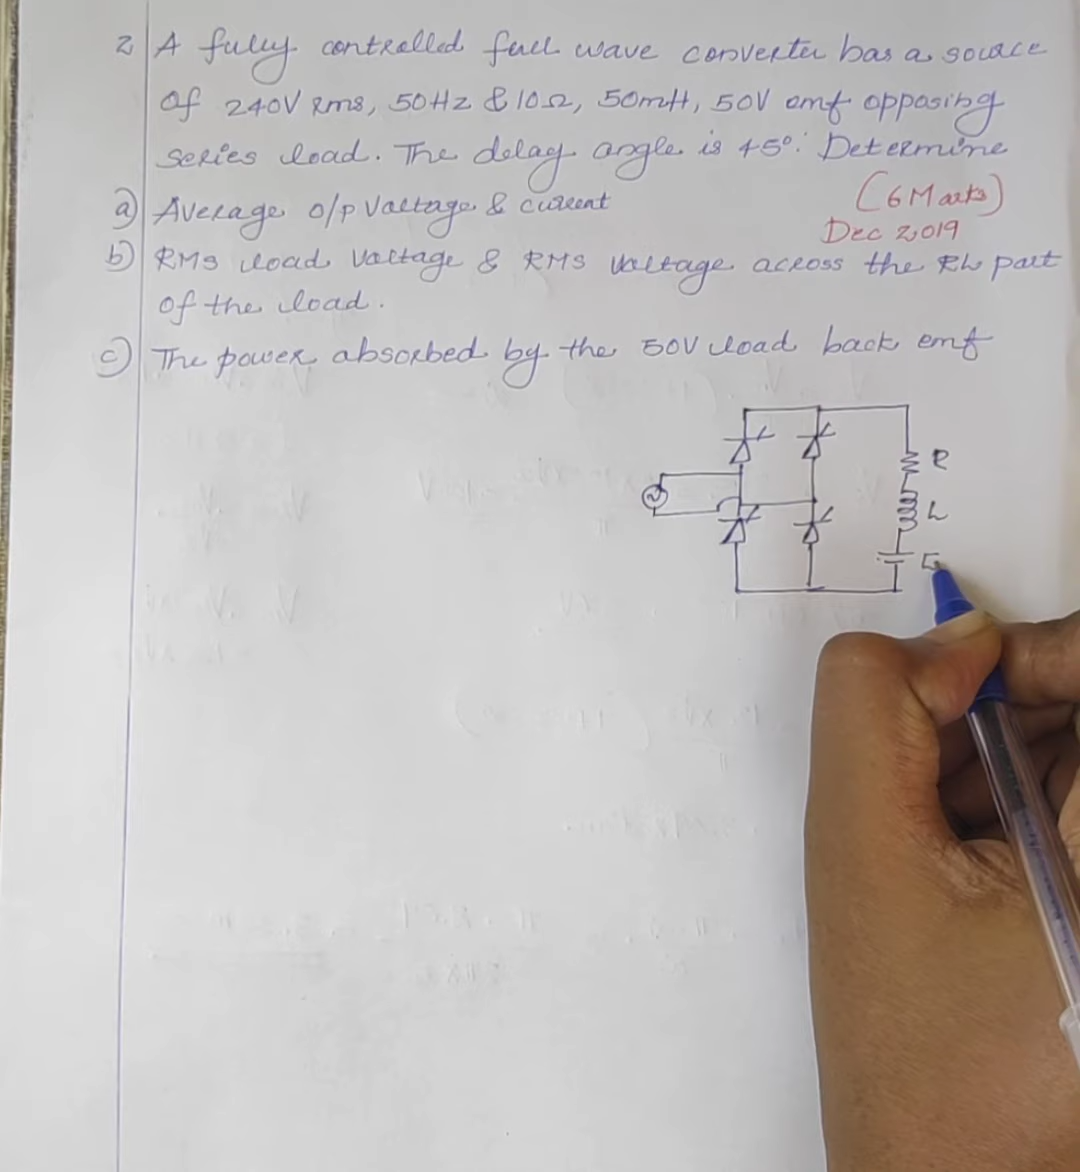 2 A fully controlled full wave converter has a source
of 240V rms, 50Hz & 10Ω, 50mH, 50V emf opposing
series load. The delay angle is 45°. Determine
(6 Marks)
a) Average o/p Voltage & current
Dec 2019
b) RMS load Voltage & RMS Voltage across the RL part
of the load.
c) The power absorbed by the 50V load back emf
R
L
E